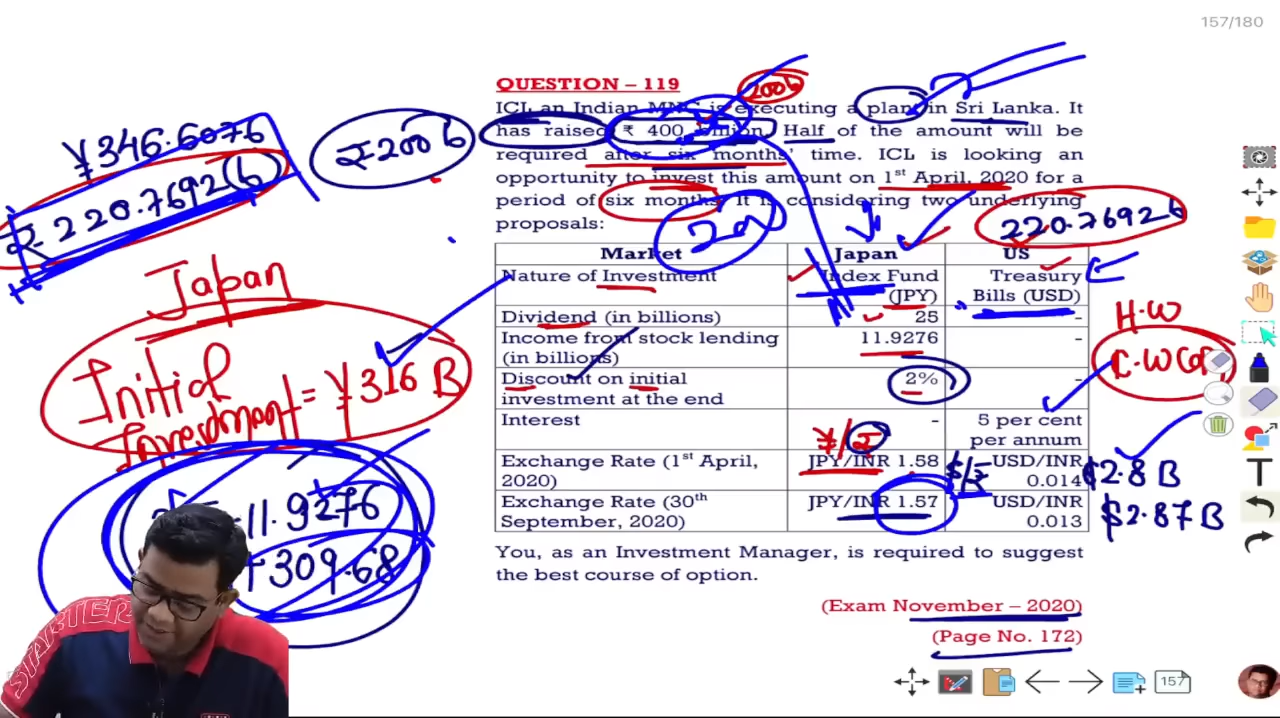 157/180
QUESTION – 119
200b
ICL an Indian MNC is executing a plant in Sri Lanka. It
has raised ₹ 400 billion. Half of the amount will be
required after six months' time. ICL is looking an
opportunity to invest this amount on 1st April, 2020 for a
period of six months. It is considering two underlying
proposals:
220.7692b
Market Japan US
Nature of Investment Index Fund (JPY) Treasury Bills (USD)
Dividend (in billions) 25 -
Income from stock lending (in billions) 11.9276 -
Discount on initial investment at the end 2% -
Interest - 5 per cent per annum
¥/₹
Exchange Rate (1st April, 2020) JPY/INR 1.58 USD/INR 0.014
$/₹
Exchange Rate (30th September, 2020) JPY/INR 1.57 USD/INR 0.013
You, as an Investment Manager, is required to suggest
the best course of option.
(Exam November – 2020)
(Page No. 172)
¥346.6076
₹220.7692(b)
₹200b
Japan
Initial
Investment = ¥316 B
11.9276
+309.68
H.W
$2.8 B
$2.87 B
157
STARTER